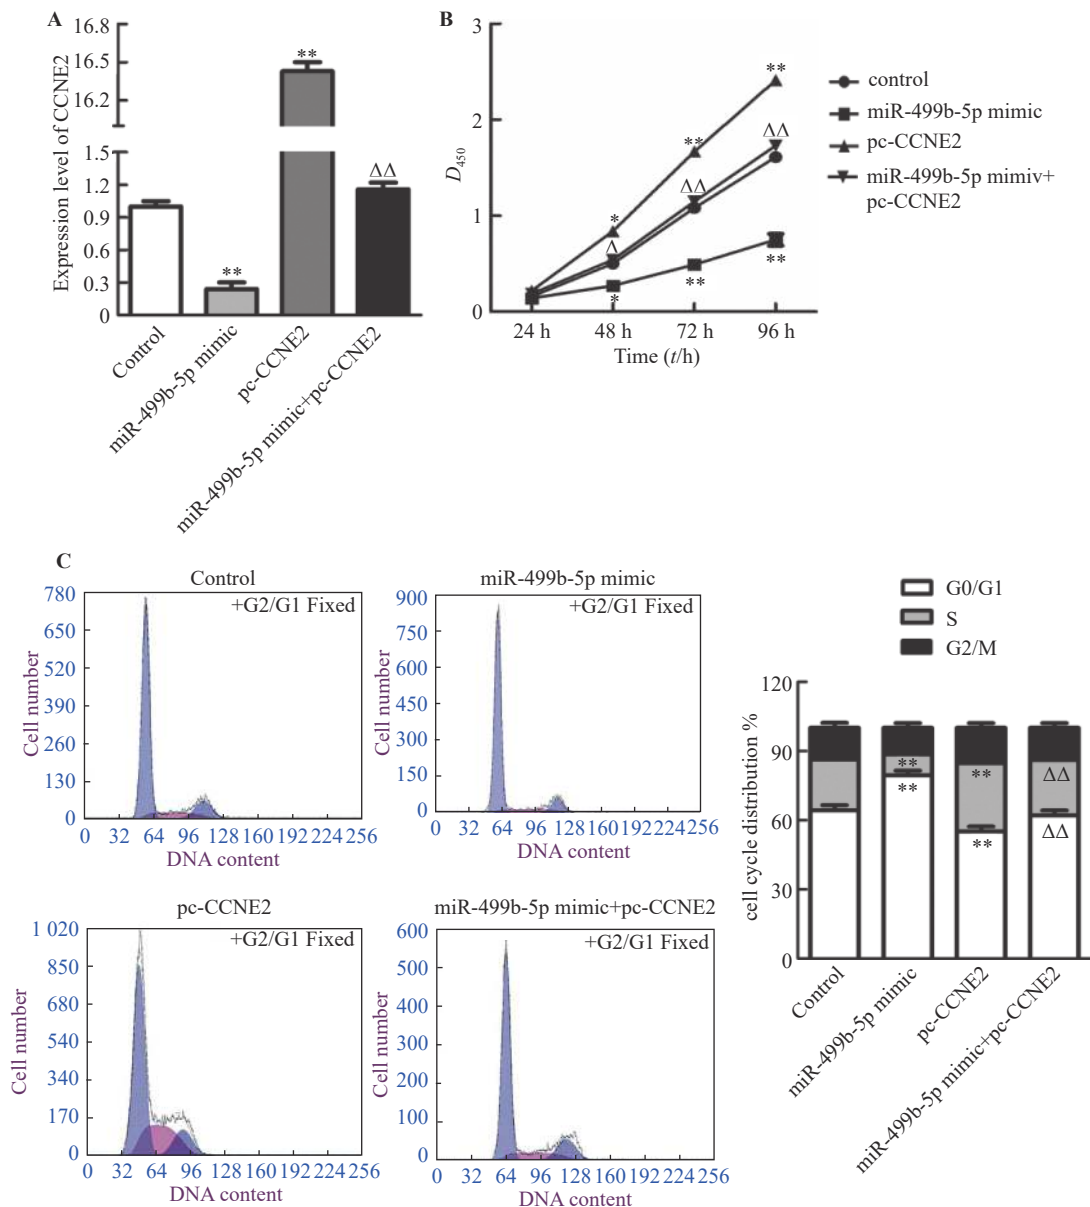 A
Expression level of CCNE2
16.8
16.5
16.2
1.5
1.2
0.9
0.6
0.3
0
**
**
ΔΔ
Control
miR-499b-5p mimic
pc-CCNE2
miR-499b-5p mimic+pc-CCNE2
B
D450
3
2
1
0
**
**
ΔΔ
ΔΔ
*
Δ
*
**
**
24 h
48 h
72 h
96 h
Time (t/h)
control
miR-499b-5p mimic
pc-CCNE2
miR-499b-5p mimiv+
pc-CCNE2
C
Control
+G2/G1 Fixed
Cell number
780
650
520
390
260
130
0
0 32 64 96 128 160 192 224 256
DNA content
miR-499b-5p mimic
+G2/G1 Fixed
Cell number
900
750
600
450
300
150
0
0 32 64 96 128 160 192 224 256
DNA content
pc-CCNE2
+G2/G1 Fixed
Cell number
1 020
850
680
540
340
170
0
0 32 64 96 128 160 192 224 256
DNA content
miR-499b-5p mimic+pc-CCNE2
+G2/G1 Fixed
Cell number
600
500
400
300
200
100
0
0 32 64 96 128 160 192 224 256
DNA content
G0/G1
S
G2/M
cell cycle distribution %
120
90
60
30
0
**
**
**
**
ΔΔ
ΔΔ
Control
miR-499b-5p mimic
pc-CCNE2
miR-499b-5p mimic+pc-CCNE2